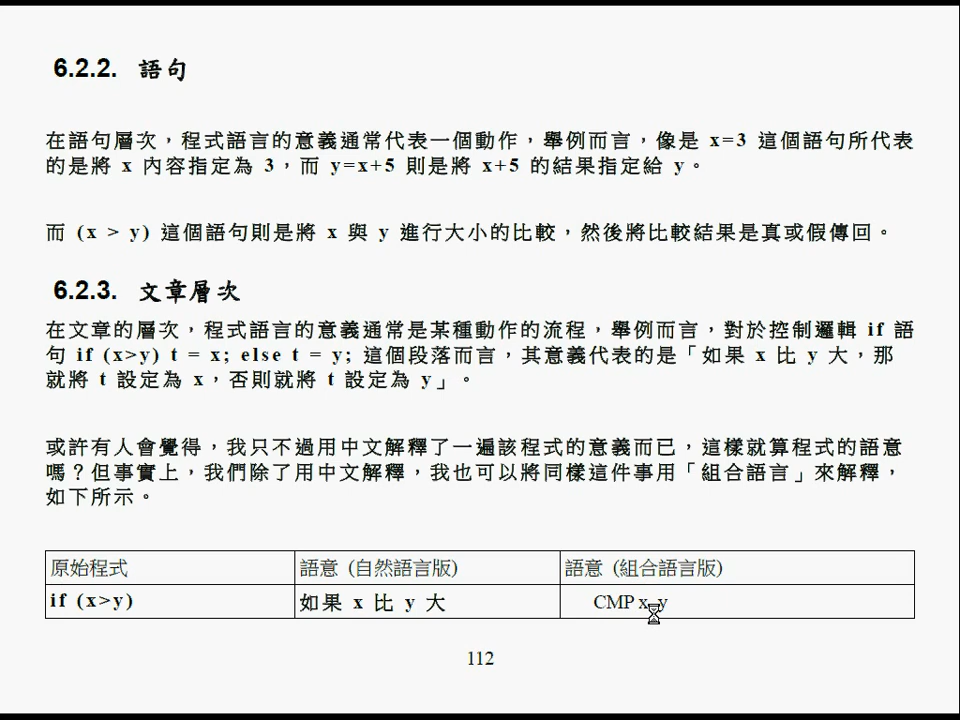 6.2.2. 語句
在語句層次，程式語言的意義通常代表一個動作，舉例而言，像是 x=3 這個語句所代表
的是將 x 內容指定為 3，而 y=x+5 則是將 x+5 的結果指定給 y。
而 (x > y) 這個語句則是將 x 與 y 進行大小的比較，然後將比較結果是真或假傳回。
6.2.3. 文章層次
在文章的層次，程式語言的意義通常是某種動作的流程，舉例而言，對於控制邏輯 if 語
句 if (x>y) t = x; else t = y; 這個段落而言，其意義代表的是「如果 x 比 y 大，那
就將 t 設定為 x，否則就將 t 設定為 y」。
或許有人會覺得，我只不過用中文解釋了一遍該程式的意義而已，這樣就算程式的語意
嗎？但事實上，我們除了用中文解釋，我也可以將同樣這件事用「組合語言」來解釋，
如下所示。
原始程式 語意 (自然語言版) 語意 (組合語言版)
if (x>y) 如果 x 比 y 大 CMP x y
112